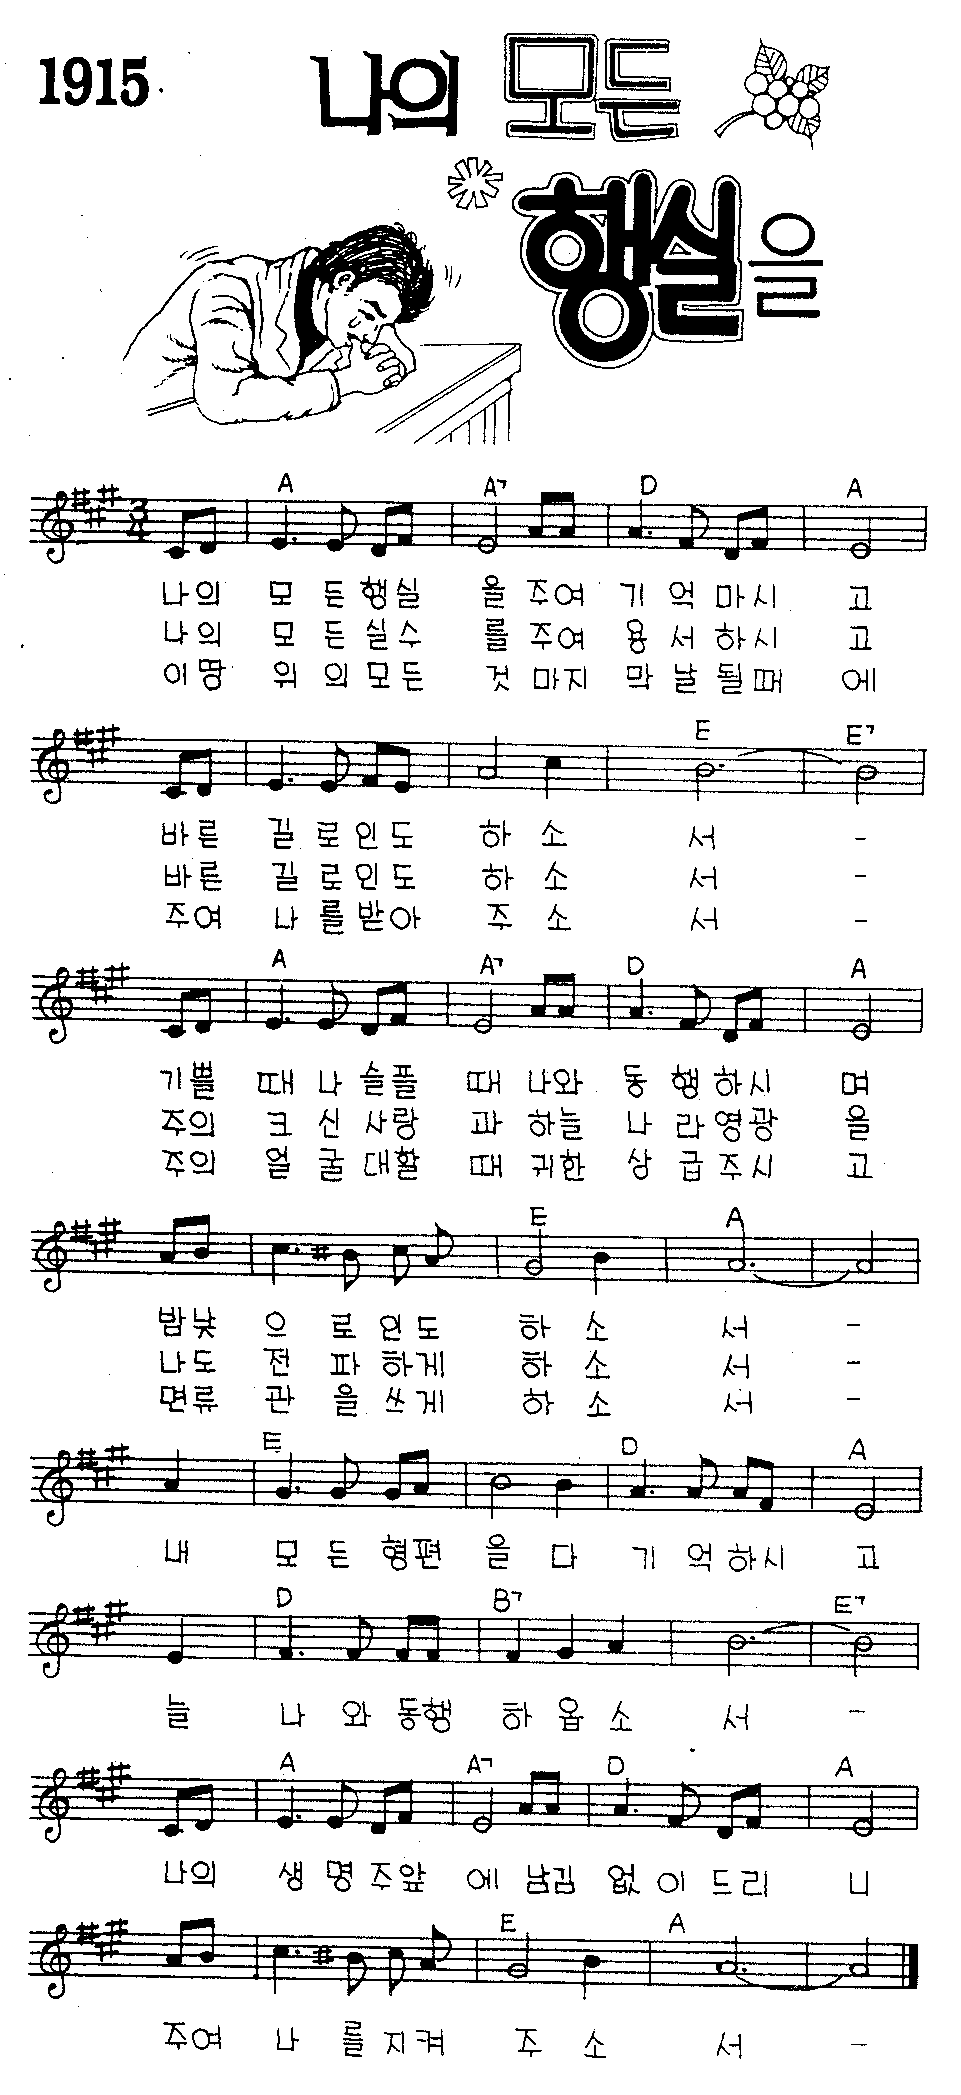 1915
나의 모든
행실을
A A7 D A
나의 모 든 행실 을 주여 기 억 마시 고
나의 모 든 실수 를 주여 용 서 하시 고
이땅 위 의 모든 것 마지 막 날 될때 에
E E7
바른 길 로 인도 하 소 서 -
바른 길 로 인도 하 소 서 -
주여 나 를 받아 주 소 서 -
A A7 D A
기쁠 때 나 슬플 때 나와 동 행 하시 며
주의 크 신 사랑 과 하늘 나 라 영광 을
주의 얼 굴 대할 때 귀한 상 급 주시 고
E A
밤낮 으 로 인 도 하 소 서 -
나도 전 파 하게 하 소 서 -
면류 관 을 쓰게 하 소 서 -
E D A
내 모 든 형편 을 다 기 억하시 고
D B7 E7
늘 나 와 동행 하 옵 소 서 -
A A7 D A
나의 생 명 주앞 에 남김 없 이 드리 니
E A
주여 나 를 지켜 주 소 서 -